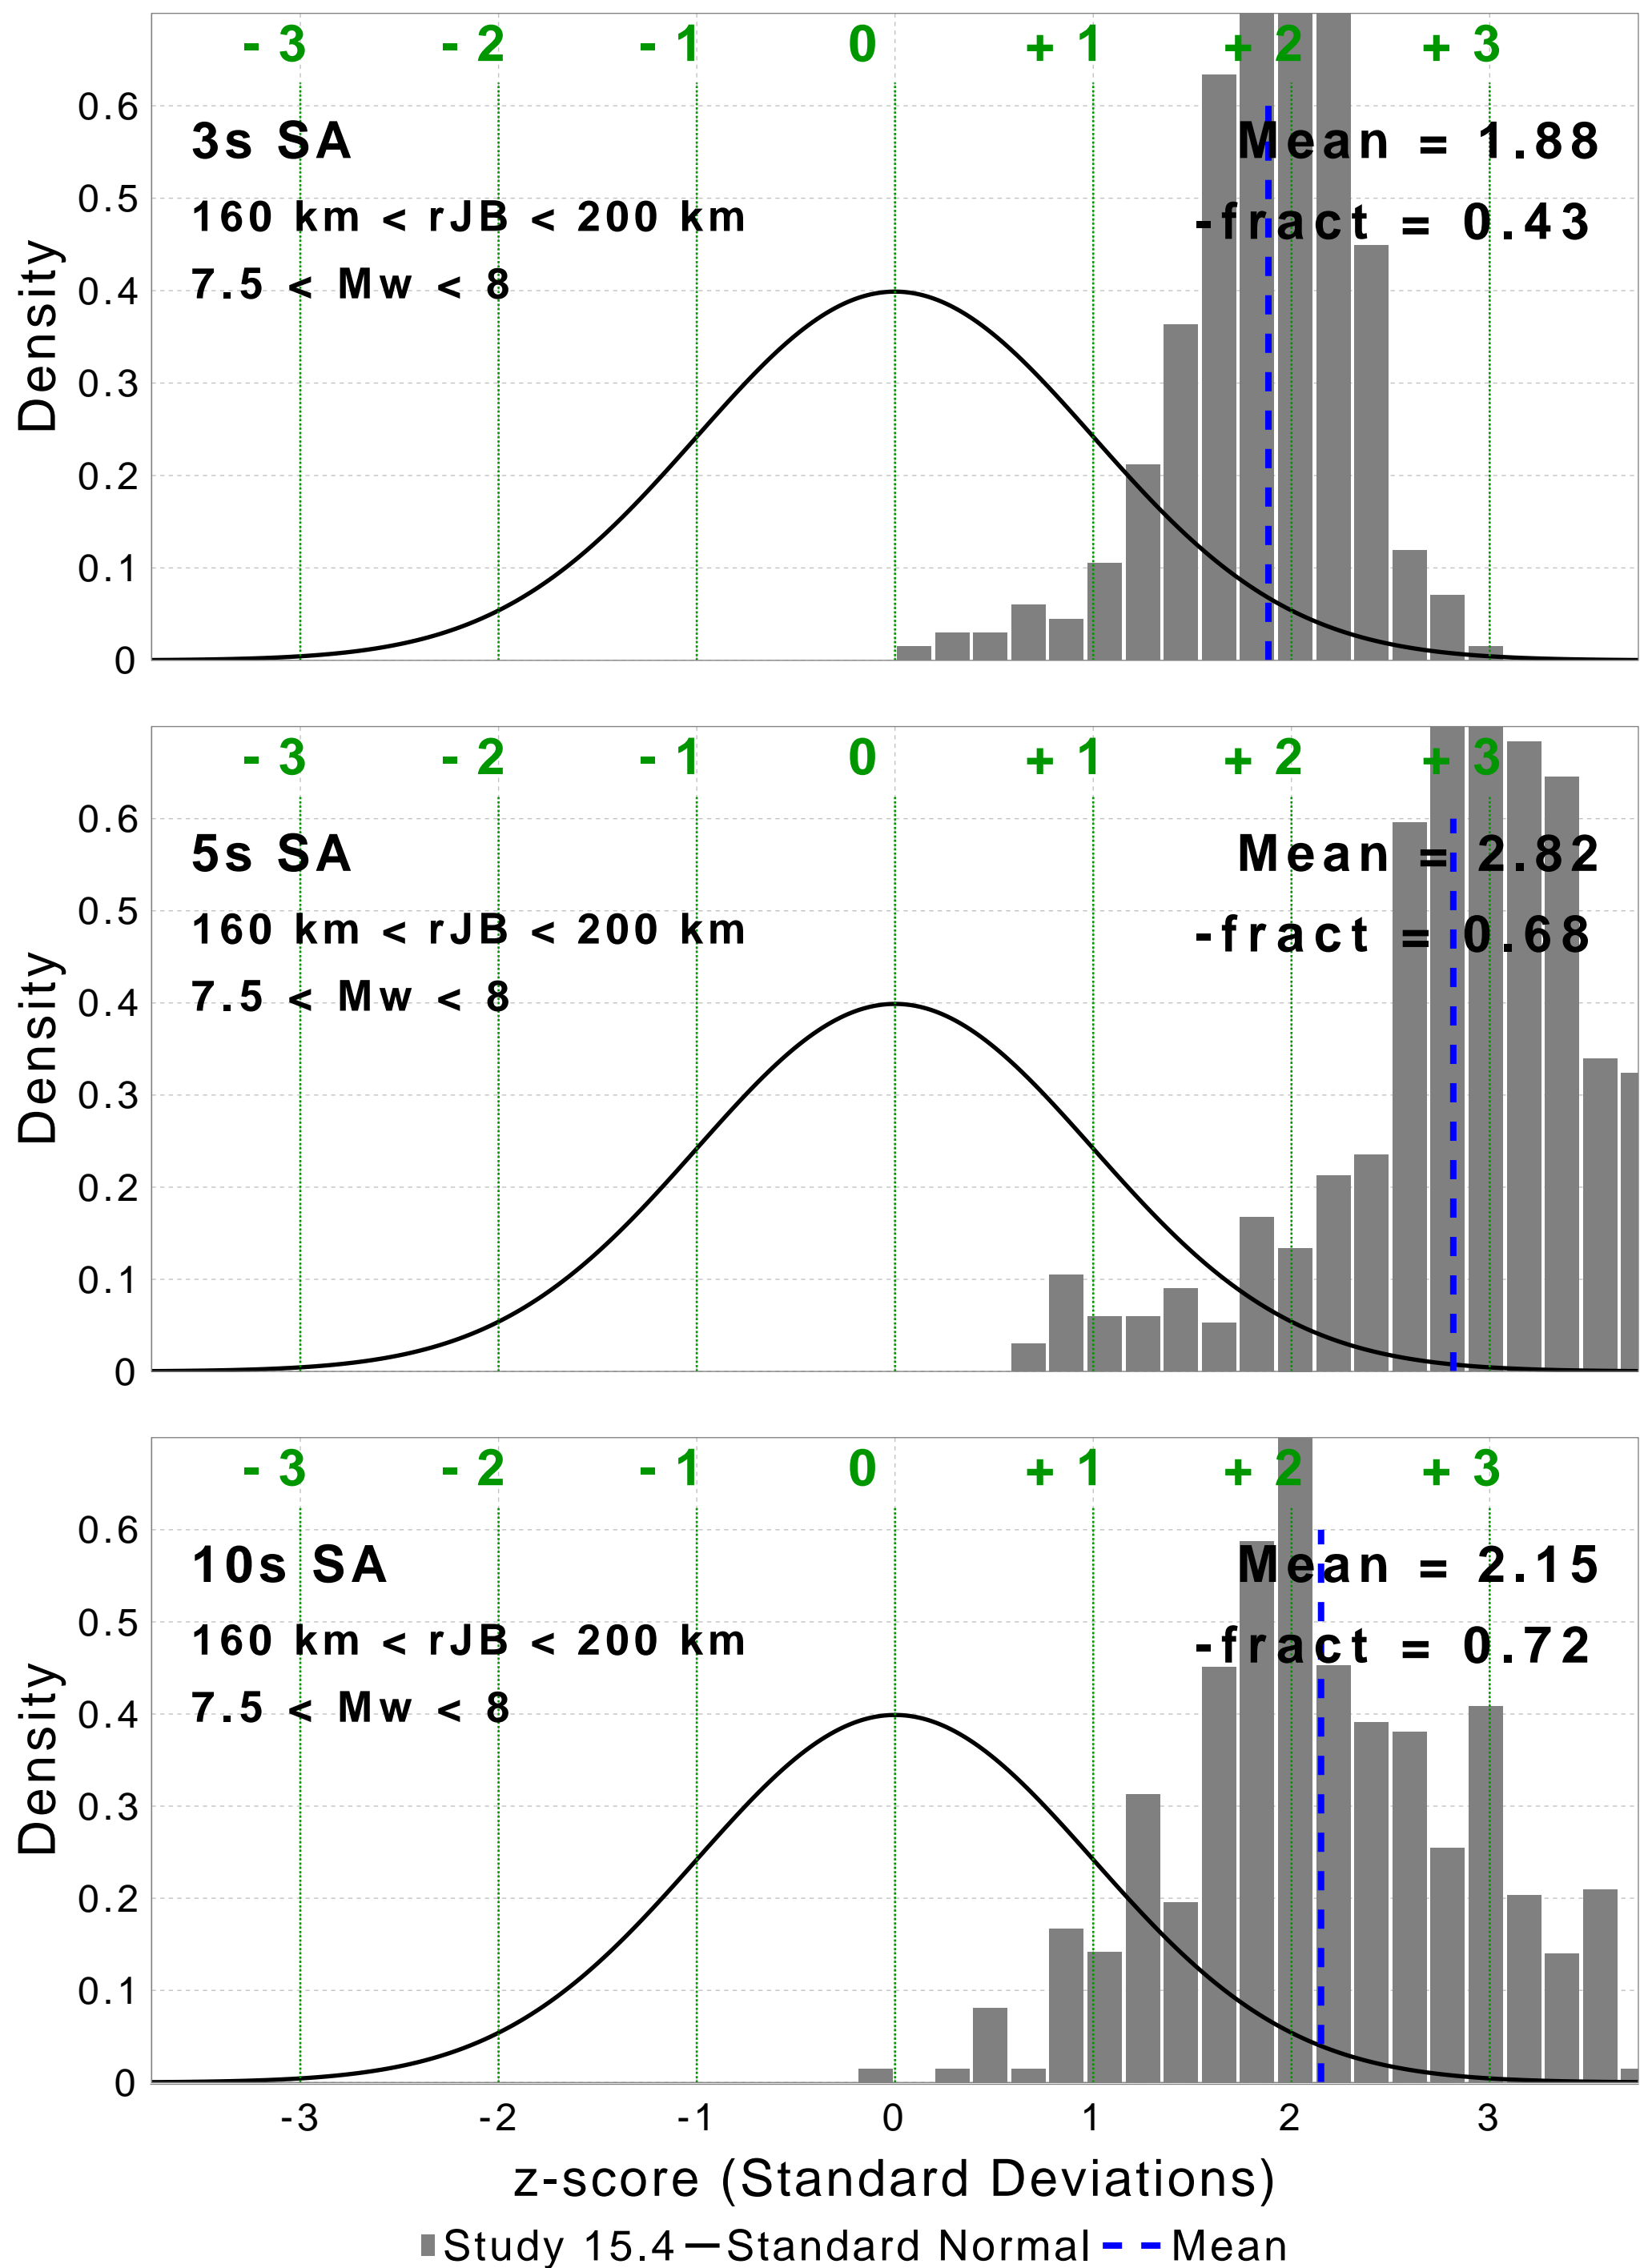 - 3 - 2 - 1 0 + 1 + 2 + 3
0.6
3s SA Mean = 1.88
0.5
160 km < rJB < 200 km -fract = 0.43
0.4
7.5 < Mw < 8
0.3
0.2
0.1
0
Density
- 3 - 2 - 1 0 + 1 + 2 + 3
0.6
5s SA Mean = 2.82
0.5
160 km < rJB < 200 km -fract = 0.68
0.4
7.5 < Mw < 8
0.3
0.2
0.1
0
Density
- 3 - 2 - 1 0 + 1 + 2 + 3
0.6
10s SA Mean = 2.15
0.5
160 km < rJB < 200 km -fract = 0.72
0.4
7.5 < Mw < 8
0.3
0.2
0.1
0
Density
-3 -2 -1 0 1 2 3
z-score (Standard Deviations)
Study 15.4 Standard Normal Mean